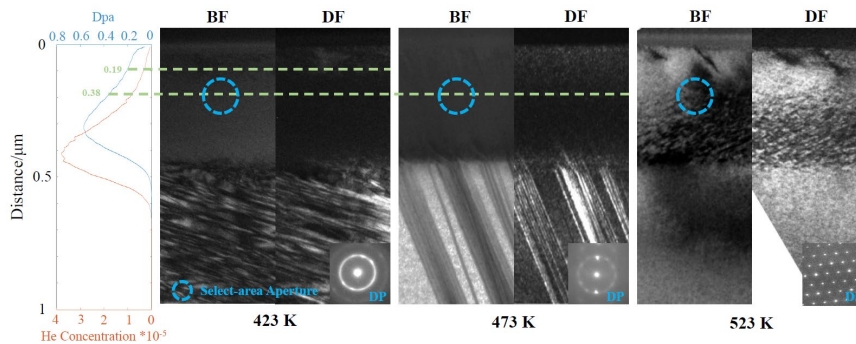 Dpa
0.8 0.6 0.4 0.2 0
BF DF BF DF BF DF
0
0.19
0.38
0.5
1
Distance/μm
Select-area Aperture
DP
DP
D
4 3 2 1 0
He Concentration *10-5
423 K 473 K 523 K